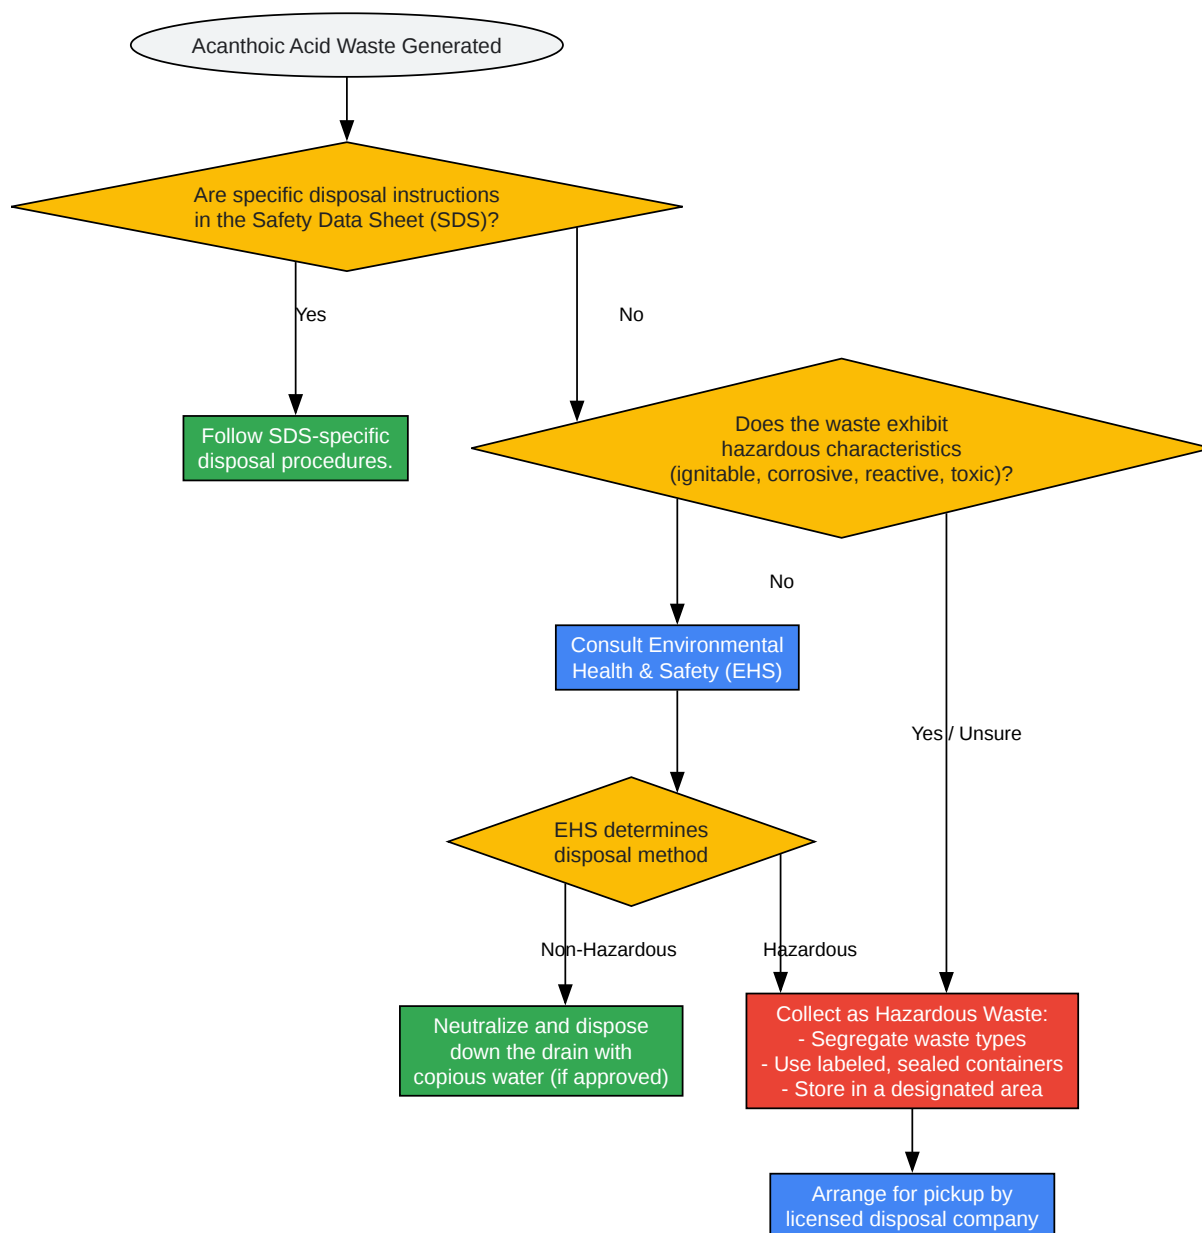 Acanthoic Acid Waste Generated
Are specific disposal instructions
in the Safety Data Sheet (SDS)?
Yes
No
Follow SDS-specific
disposal procedures.
Does the waste exhibit
hazardous characteristics
(ignitable, corrosive, reactive, toxic)?
No
Consult Environmental
Health & Safety (EHS)
Yes / Unsure
EHS determines
disposal method
Non-Hazardous
Hazardous
Neutralize and dispose
down the drain with
copious water (if approved)
Collect as Hazardous Waste:
- Segregate waste types
- Use labeled, sealed containers
- Store in a designated area
Arrange for pickup by
licensed disposal company